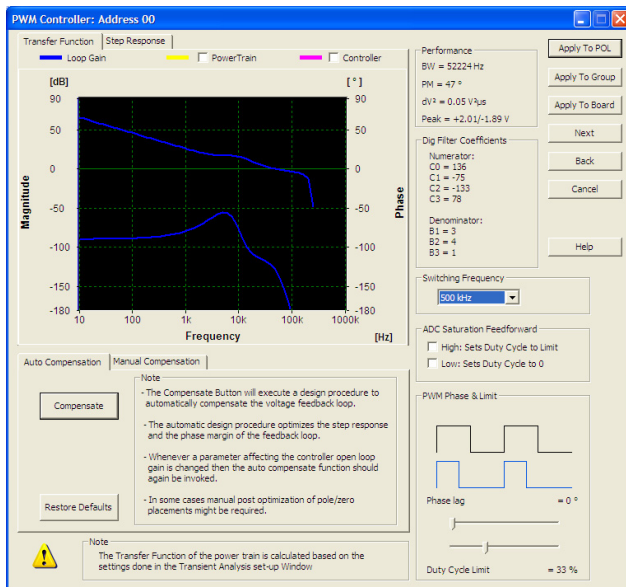 PWM Controller: Address 00
Transfer Function
Step Response
Loop Gain
PowerTrain
Controller
[dB]
[ ° ]
90
50
0
-50
-100
-150
-180
90
50
0
-50
-100
-150
-180
Magnitude
Phase
10
100
1k
10k
100k
1000k
Frequency
[Hz]
Performance
BW = 52224 Hz
PM = 47 °
dV² = 0.05 V²µs
Peak = +2.01/-1.89 V
Dig Filter Coefficients
Numerator:
C0 = 136
C1 = -75
C2 = -133
C3 = 78
Denominator:
B1 = 3
B2 = 4
B3 = 1
Apply To POL
Apply To Group
Apply To Board
Next
Back
Cancel
Help
Switching Frequency
500 kHz
ADC Saturation Feedforward
High: Sets Duty Cycle to Limit
Low: Sets Duty Cycle to 0
PWM Phase & Limit
Phase lag
= 0 °
Duty Cycle Limit
= 33 %
Auto Compensation
Manual Compensation
Compensate
Restore Defaults
Note
- The Compensate Button will execute a design procedure to
automatically compensate the voltage feedback loop.
- The automatic design procedure optimizes the step response
and the phase margin of the feedback loop.
- Whenever a parameter affecting the controller open loop
gain is changed then the auto compensate function should
again be invoked.
- In some cases manual post optimization of pole/zero
placements might be required.
Note
The Transfer Function of the power train is calculated based on the
settings done in the Transient Analysis set-up Window